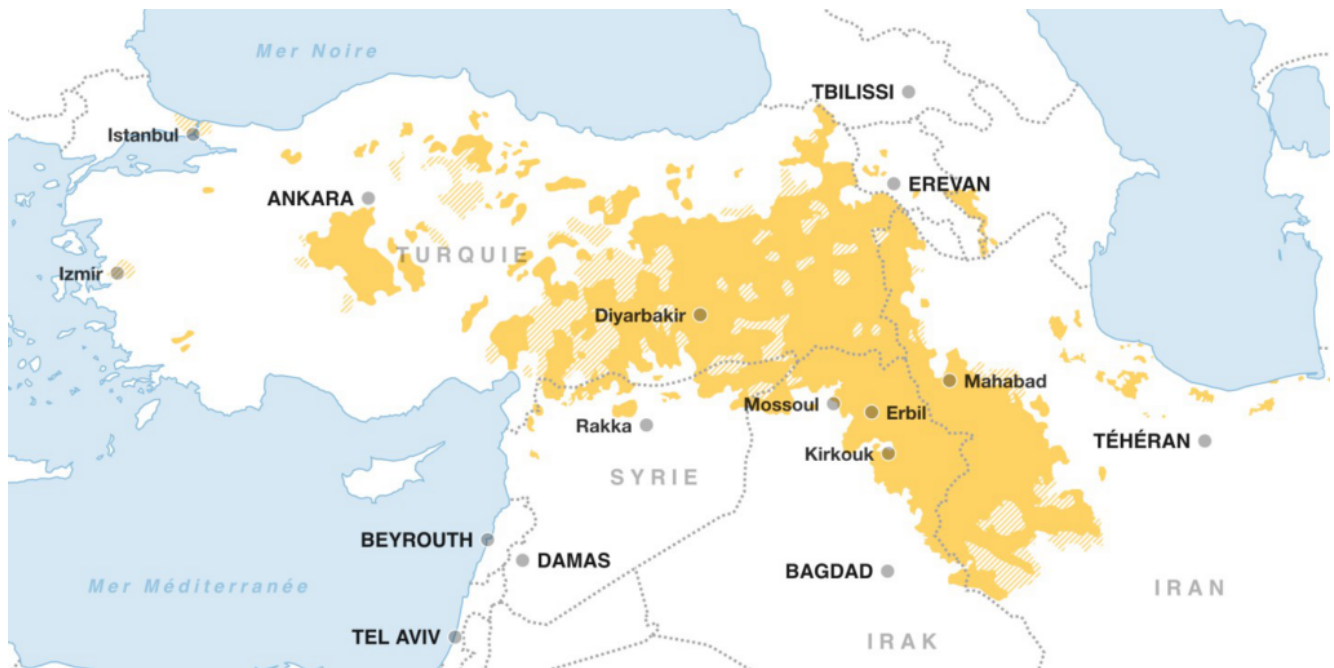 Mer Noire
TBILISSI
Istanbul
ANKARA
EREVAN
TURQUIE
Izmir
Diyarbakir
Mahabad
Mossoul
Erbil
Rakka
TÉHÉRAN
Kirkouk
SYRIE
BEYROUTH
DAMAS
BAGDAD
Mer Méditerranée
IRAN
TEL AVIV
IRAK